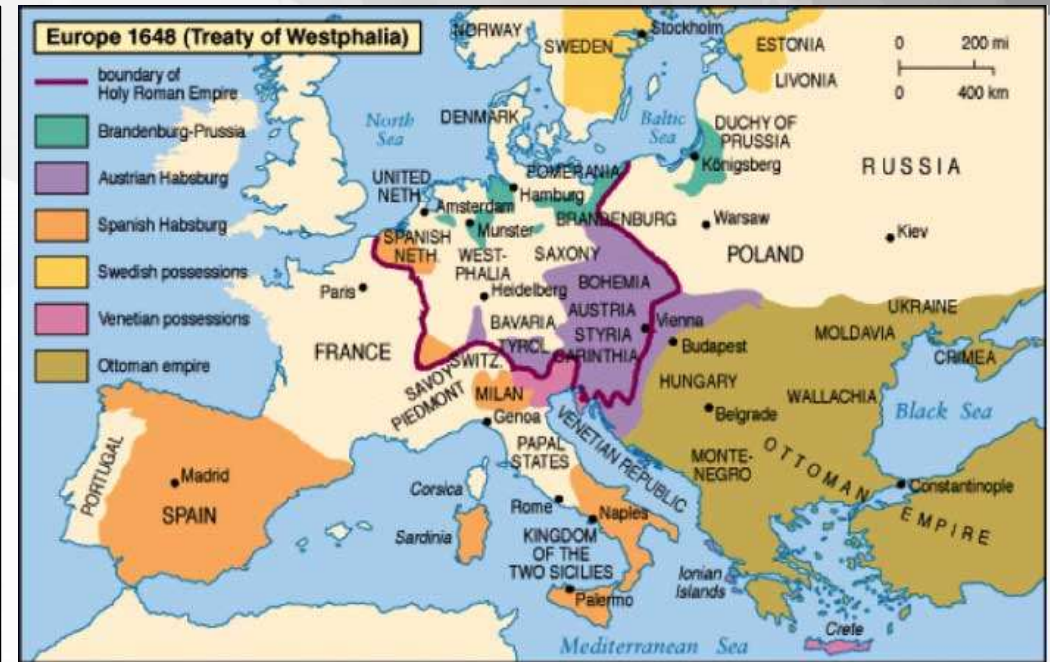 Europe 1648 (Treaty of Westphalia)
boundary of
Holy Roman Empire
Brandenburg-Prussia
Austrian Habsburg
Spanish Habsburg
Swedish possessions
Venetian possessions
Ottoman empire
0 200 mi
0 400 km
NORWAY
SWEDEN
Stockholm
ESTONIA
LIVONIA
North
Sea
DENMARK
Baltic
Sea
DUCHY OF
PRUSSIA
Königsberg
RUSSIA
UNITED
NETH.
POMERANIA
Hamburg
Amsterdam
BRANDENBURG
Warsaw
Munster
Kiev
SPANISH
NETH.
WEST-
PHALIA
SAXONY
POLAND
Paris
Heidelberg
BOHEMIA
AUSTRIA
UKRAINE
BAVARIA
STYRIA
Vienna
MOLDAVIA
FRANCE
TYROL
CARINTHIA
Budapest
CRIMEA
SWITZ.
SAVOY
PIEDMONT
MILAN
HUNGARY
WALLACHIA
Black Sea
Genoa
Belgrade
VENETIAN REPUBLIC
PAPAL
STATES
MONTE-
NEGRO
OTTOMAN
EMPIRE
Constantinople
PORTUGAL
Madrid
SPAIN
Corsica
Rome
Naples
Sardinia
KINGDOM
OF THE
TWO SICILIES
Ionian
Islands
Palermo
Crete
Mediterranean Sea